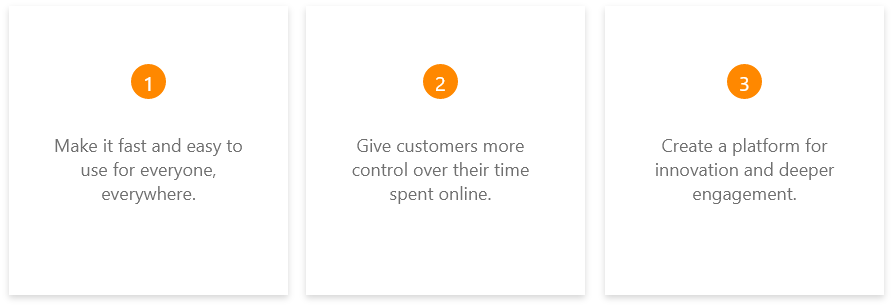 1
Make it fast and easy to
use for everyone,
everywhere.
2
Give customers more
control over their time
spent online.
3
Create a platform for
innovation and deeper
engagement.